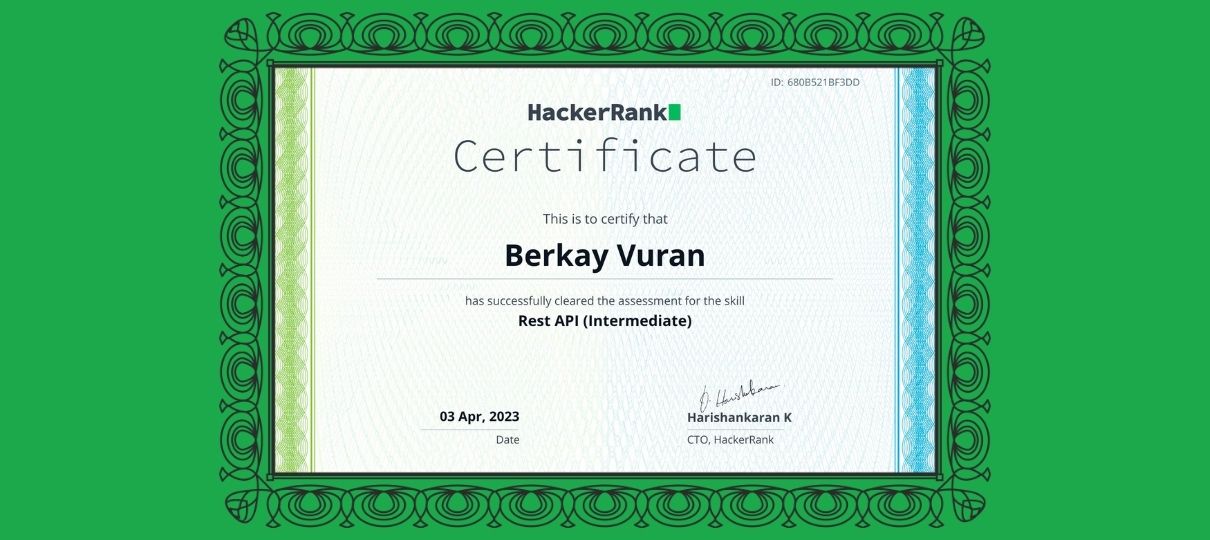 ID: 680B521BF3DD
HackerRank
Certificate
This is to certify that
Berkay Vuran
has successfully cleared the assessment for the skill
Rest API (Intermediate)
03 Apr, 2023
Date
Harishankaran K
CTO, HackerRank